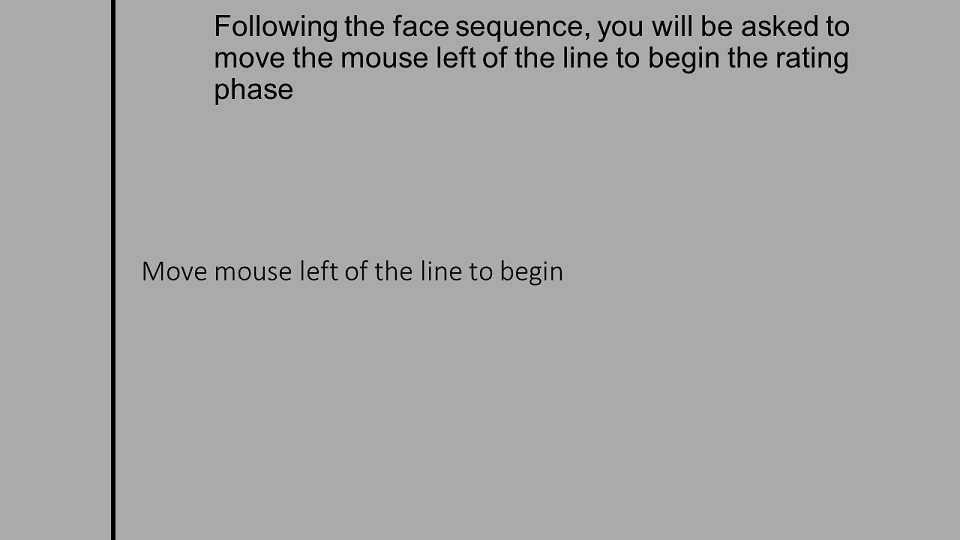 Following the face sequence, you will be asked to
move the mouse left of the line to begin the rating
phase
Move mouse left of the line to begin